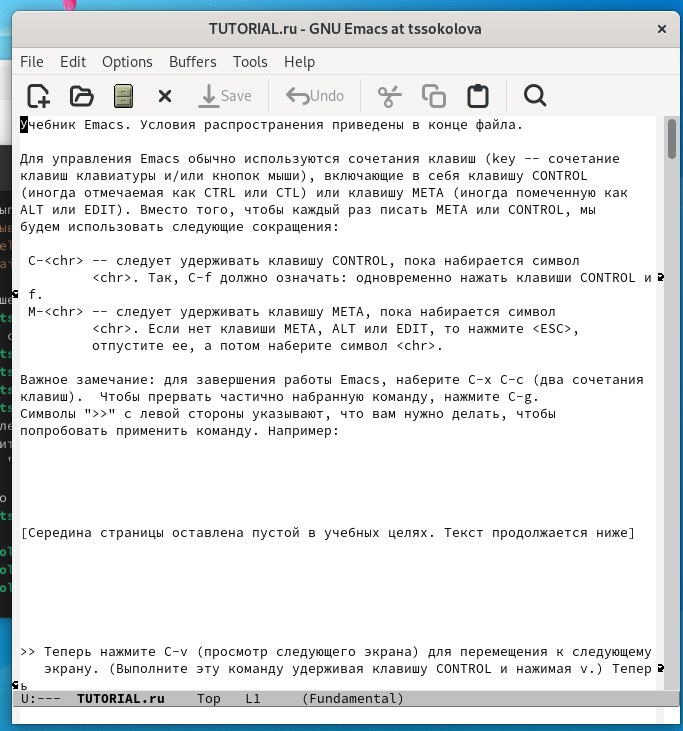 TUTORIAL.ru - GNU Emacs at tssokolova
File Edit Options Buffers Tools Help
Save Undo
Учебник Emacs. Условия распространения приведены в конце файла.
Для управления Emacs обычно используются сочетания клавиш (key -- сочетание
клавиш клавиатуры и/или кнопок мыши), включающие в себя клавишу CONTROL
(иногда отмечаемая как CTRL или CTL) или клавишу META (иногда помеченную как
ALT или EDIT). Вместо того, чтобы каждый раз писать META или CONTROL, мы
будем использовать следующие сокращения:
C-<chr> -- следует удерживать клавишу CONTROL, пока набирается символ
<chr>. Так, C-f должно означать: одновременно нажать клавиши CONTROL и
f.
M-<chr> -- следует удерживать клавишу META, пока набирается символ
<chr>. Если нет клавиши META, ALT или EDIT, то нажмите <ESC>,
отпустите ее, а потом наберите символ <chr>.
Важное замечание: для завершения работы Emacs, наберите C-x C-c (два сочетания
клавиш).  Чтобы прервать частично набранную команду, нажмите C-g.
Символы ">>" с левой стороны указывают, что вам нужно делать, чтобы
попробовать применить команду. Например:
[Середина страницы оставлена пустой в учебных целях. Текст продолжается ниже]
>> Теперь нажмите C-v (просмотр следующего экрана) для перемещения к следующему
экрану. (Выполните эту команду удерживая клавишу CONTROL и нажимая v.) Тепер
ь
U:--- TUTORIAL.ru Top L1 (Fundamental)